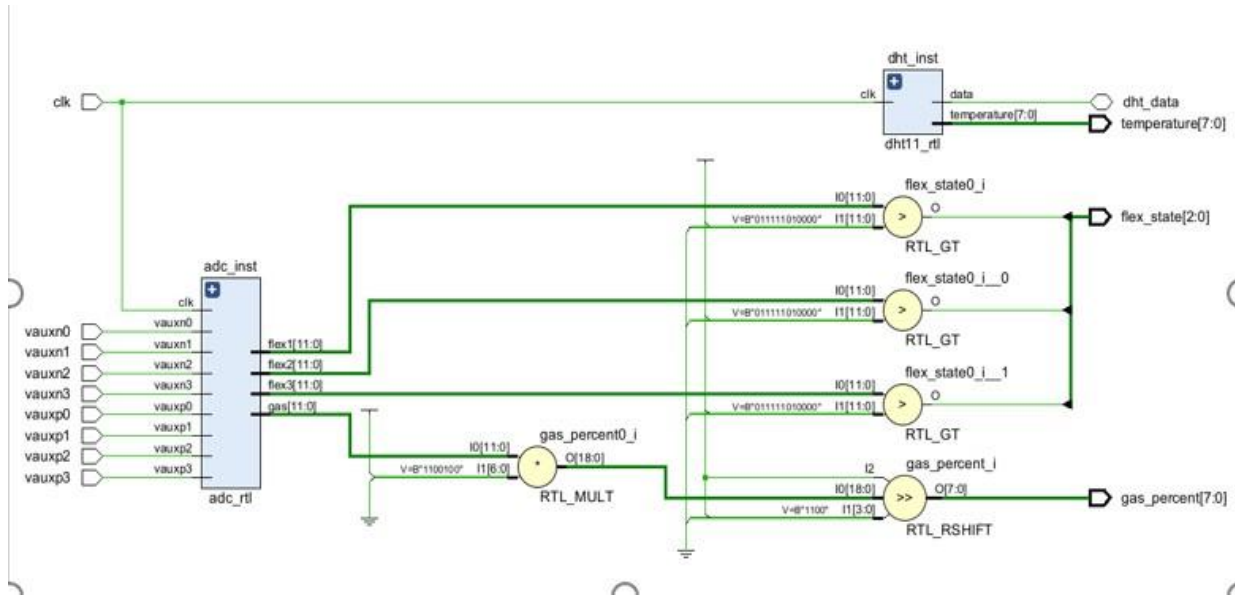 dht_inst
clk
clk
data
dht_data
temperature[7:0]
temperature[7:0]
dht11_rtl
flex_state0_i
I0[11:0]
O
V=B"011111010000"
I1[11:0]
flex_state[2:0]
RTL_GT
adc_inst
flex_state0_i__0
clk
I0[11:0]
O
vauxn0
vauxn0
V=B"011111010000"
I1[11:0]
vauxn1
vauxn1
flex1[11:0]
RTL_GT
vauxn2
vauxn2
flex2[11:0]
flex_state0_i__1
vauxn3
vauxn3
flex3[11:0]
I0[11:0]
O
vauxp0
vauxp0
gas[11:0]
V=B"011111010000"
I1[11:0]
vauxp1
vauxp1
RTL_GT
gas_percent0_i
vauxp2
vauxp2
I0[11:0]
O[18:0]
I2
gas_percent_i
vauxp3
vauxp3
V=B"1100100"
I1[6:0]
*
I0[18:0]
O[7:0]
gas_percent[7:0]
adc_rtl
RTL_MULT
V=B"1100"
I1[3:0]
>>
RTL_RSHIFT